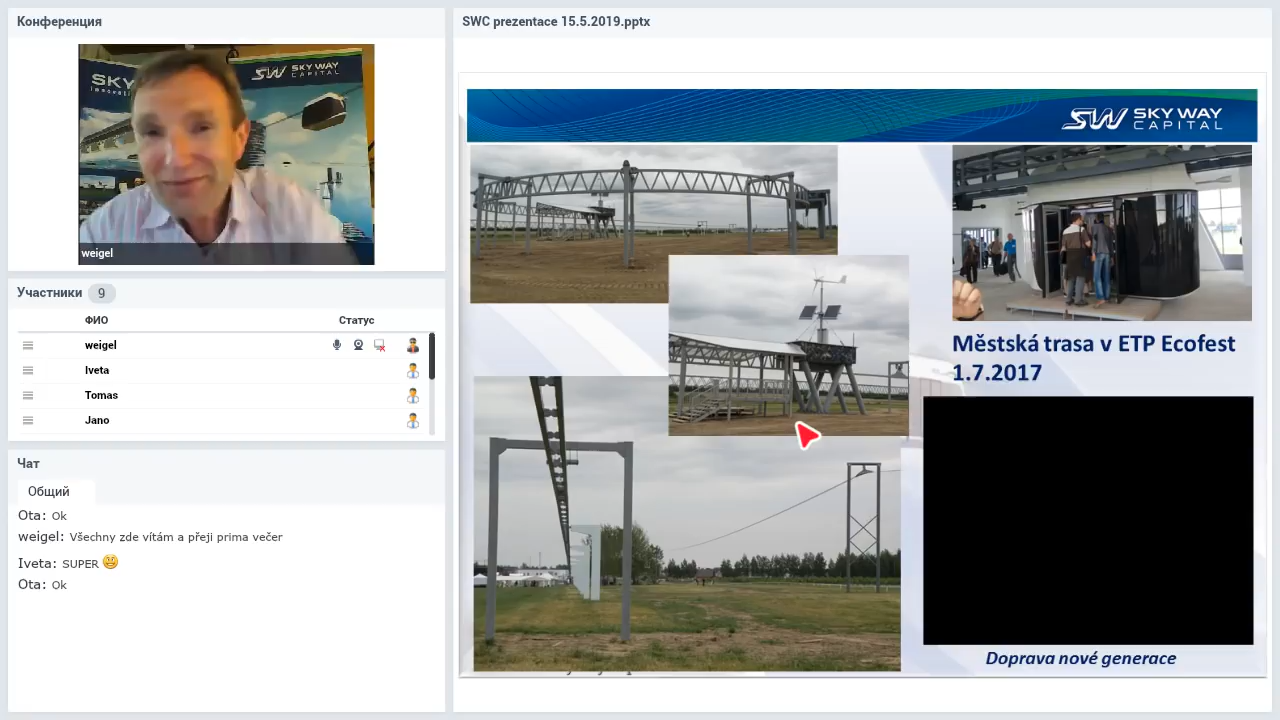 Конференция
SKY
SW SKY WAY
CAPITAL
weigel
Участники 9
ФИО Статус
weigel
Iveta
Tomas
Jano
Чат
Общий
Ota: Ok
weigel: Všechny zde vítám a přeji prima večer
Iveta: SUPER
Ota: Ok
SWC prezentace 15.5.2019.pptx
SW SKY WAY
CAPITAL
Městská trasa v ETP Ecofest
1.7.2017
Doprava nové generace